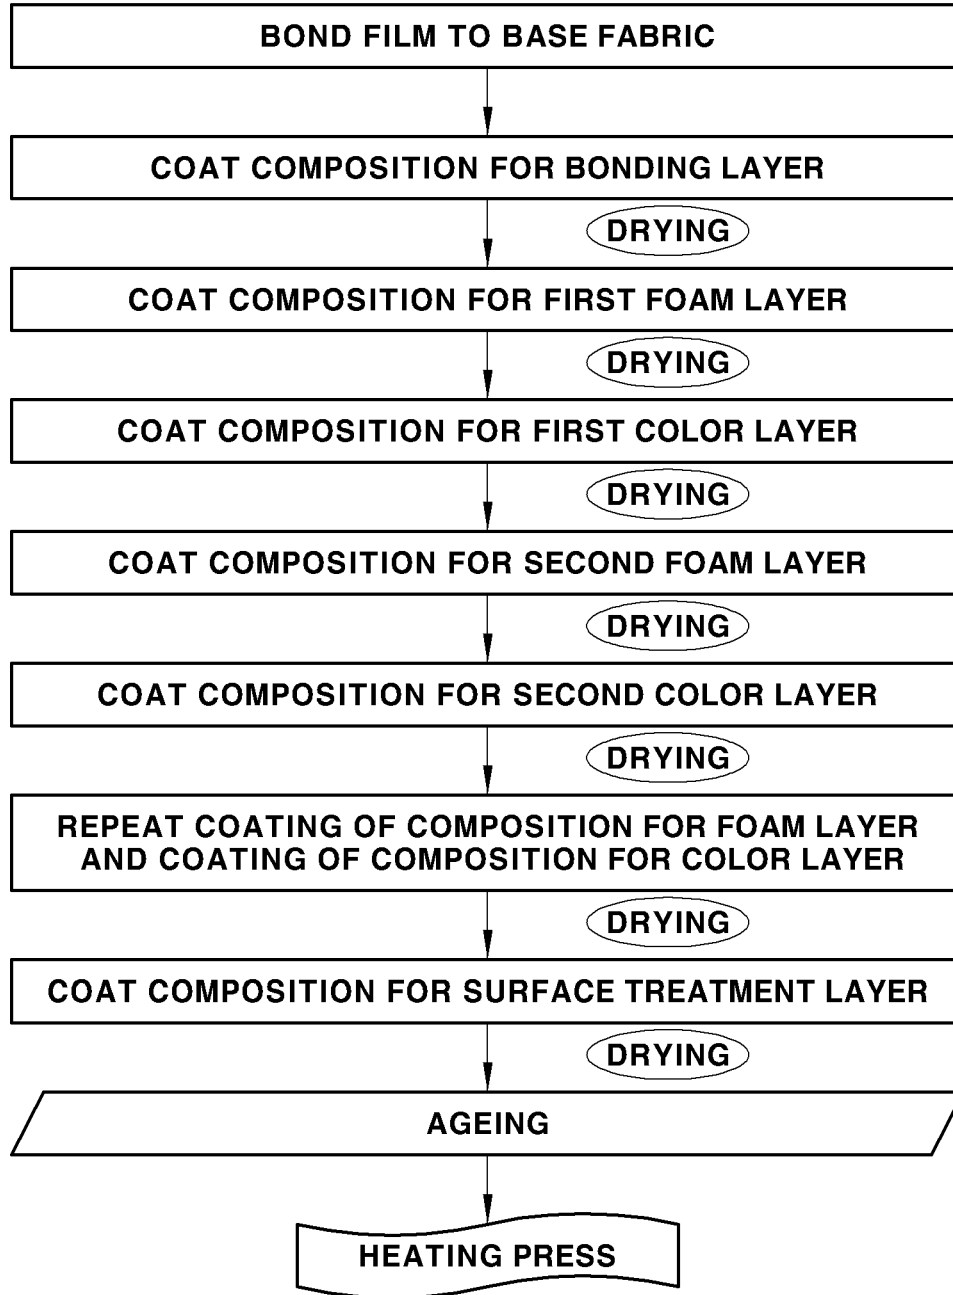 BOND FILM TO BASE FABRIC
COAT COMPOSITION FOR BONDING LAYER
DRYING
COAT COMPOSITION FOR FIRST FOAM LAYER
DRYING
COAT COMPOSITION FOR FIRST COLOR LAYER
DRYING
COAT COMPOSITION FOR SECOND FOAM LAYER
DRYING
COAT COMPOSITION FOR SECOND COLOR LAYER
DRYING
REPEAT COATING OF COMPOSITION FOR FOAM LAYER
AND COATING OF COMPOSITION FOR COLOR LAYER
DRYING
COAT COMPOSITION FOR SURFACE TREATMENT LAYER
DRYING
AGEING
HEATING PRESS